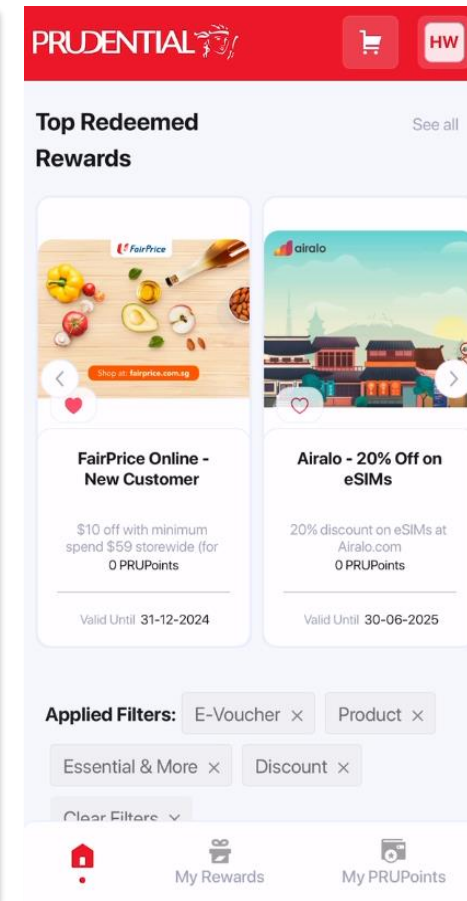 PRUDENTIAL
HW
Top Redeemed
Rewards
See all
FairPrice
Shop at: fairprice.com.sg
airalo
FairPrice Online -
New Customer
$10 off with minimum
spend $59 storewide (for
0 PRUPoints
Valid Until 31-12-2024
Airalo - 20% Off on
eSIMs
20% discount on eSIMs at
Airalo.com
0 PRUPoints
Valid Until 30-06-2025
Applied Filters: E-Voucher × Product ×
Essential & More × Discount ×
Clear Filters ×
My Rewards
My PRUPoints